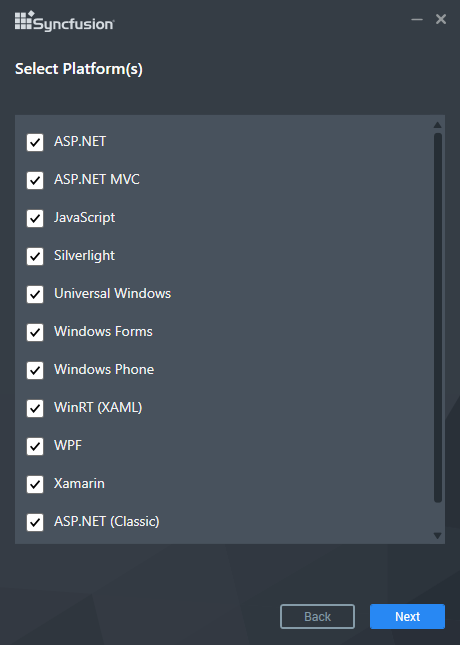 Syncfusion
Select Platform(s)
ASP.NET
ASP.NET MVC
JavaScript
Silverlight
Universal Windows
Windows Forms
Windows Phone
WinRT (XAML)
WPF
Xamarin
ASP.NET (Classic)
Back Next